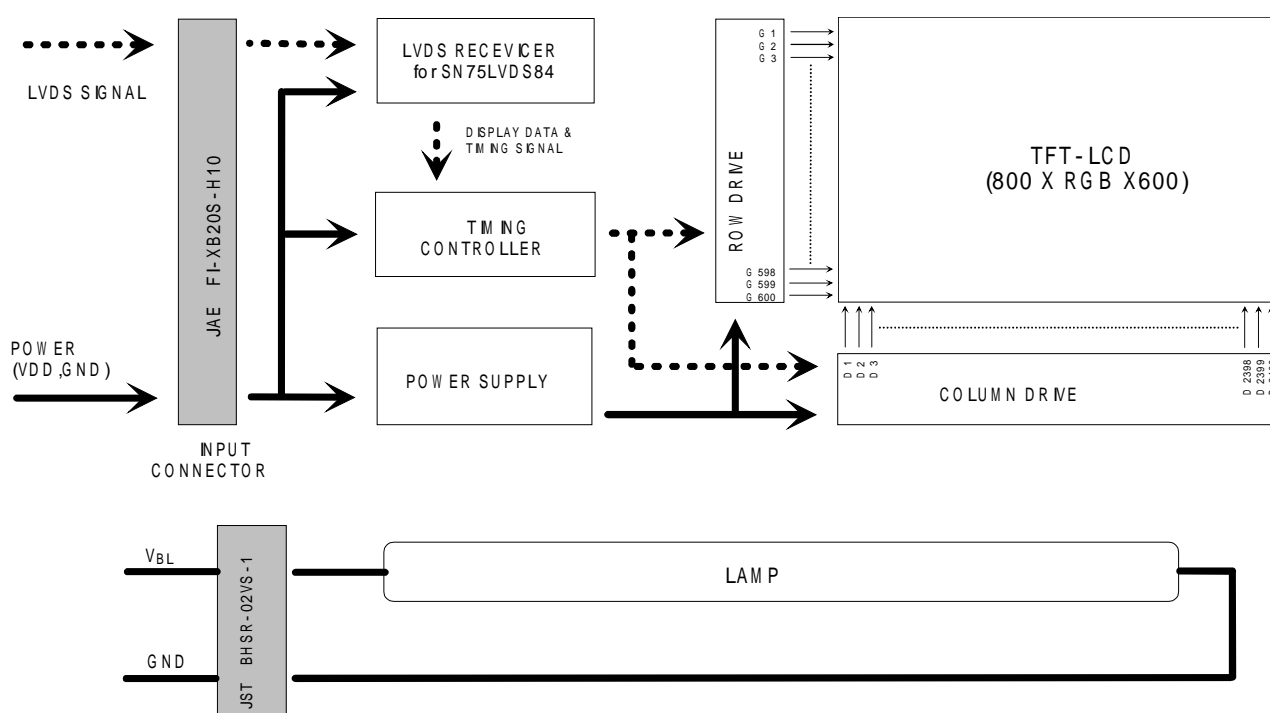 LVDS SIGNAL
JAE FI-XB20S-H10
LVDS RECEVICER
for SN75LVDS84
DISPLAY DATA &
TIMING SIGNAL
TIMING
CONTROLLER
POWER
(VDD,GND)
POWER SUPPLY
INPUT
CONNECTOR
ROW DRIVE
G 1
G 2
G 3
G 598
G 599
G 600
TFT-LCD
(800 X RGB X600)
D 1
D 2
D 3
D 2398
D 2399
COLUMN DRIVE
VBL
GND
JST BHSR-02VS-1
LAMP